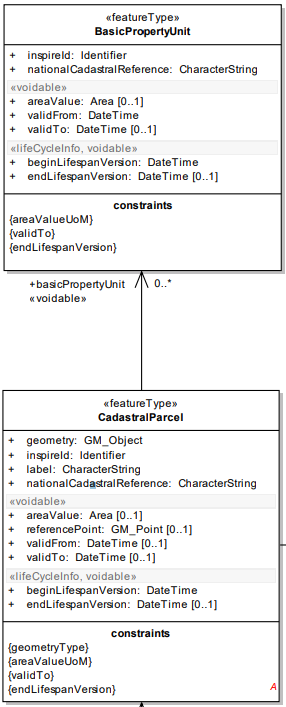 «featureType»
BasicPropertyUnit
+ inspireId: Identifier
+ nationalCadastralReference: CharacterString
«voidable»
+ areaValue: Area [0..1]
+ validFrom: DateTime
+ validTo: DateTime [0..1]
«lifeCycleInfo, voidable»
+ beginLifespanVersion: DateTime
+ endLifespanVersion: DateTime [0..1]
constraints
{areaValueUoM}
{validTo}
{endLifespanVersion}
+basicPropertyUnit 0..*
«voidable»
«featureType»
CadastralParcel
+ geometry: GM_Object
+ inspireId: Identifier
+ label: CharacterString
+ nationalCadastralReference: CharacterString
«voidable»
+ areaValue: Area [0..1]
+ referencePoint: GM_Point [0..1]
+ validFrom: DateTime [0..1]
+ validTo: DateTime [0..1]
«lifeCycleInfo, voidable»
+ beginLifespanVersion: DateTime
+ endLifespanVersion: DateTime [0..1]
constraints
{geometryType}
{areaValueUoM}
{validTo}
{endLifespanVersion}
A